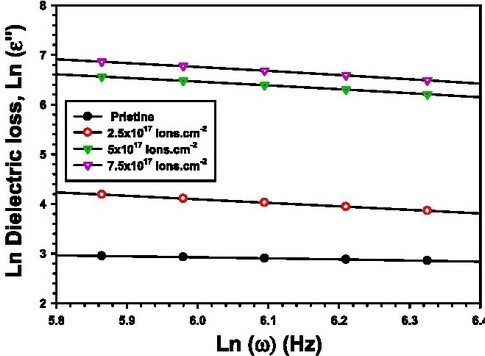 8
7
6
5
4
3
2
Ln Dielectric loss, Ln (ε'')
Pristine
2.5x10¹⁷ Ions.cm⁻²
5x10¹⁷ Ions.cm⁻²
7.5x10¹⁷ Ions.cm⁻²
5.8 5.9 6.0 6.1 6.2 6.3 6.4
Ln (ω) (Hz)